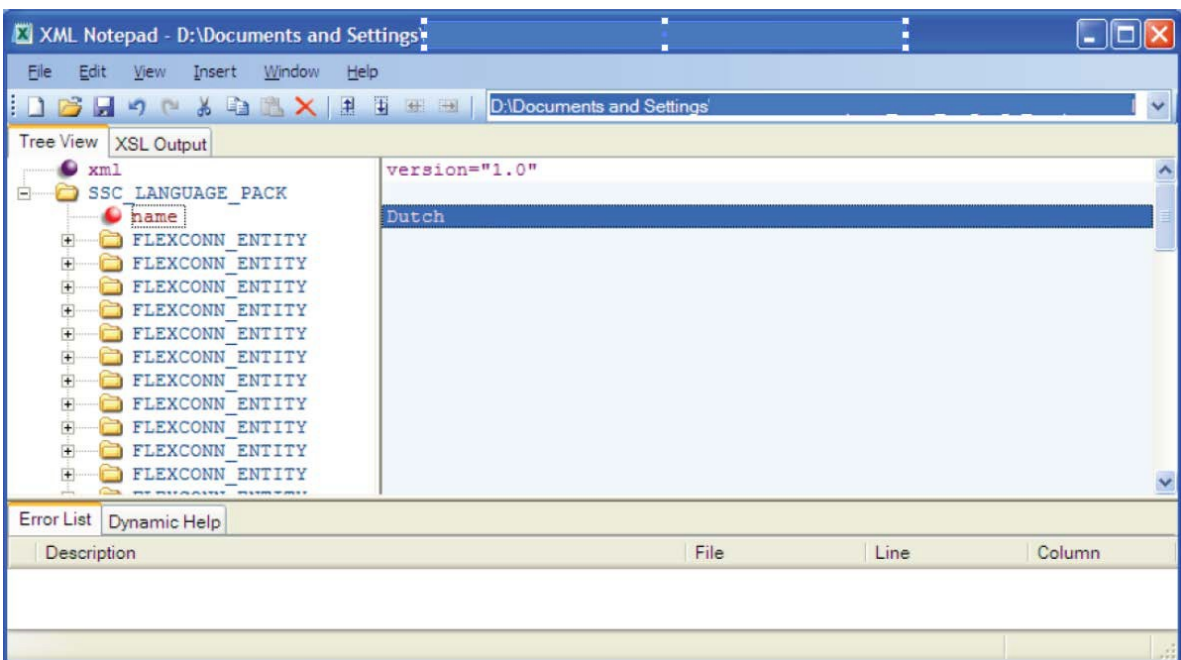 XML Notepad - D:\Documents and Settings\
File Edit View Insert Window Help
D:\Documents and Settings'
Tree View XSL Output
xml version="1.0"
SSC_LANGUAGE_PACK
name Dutch
FLEXCONN_ENTITY
FLEXCONN_ENTITY
FLEXCONN_ENTITY
FLEXCONN_ENTITY
FLEXCONN_ENTITY
FLEXCONN_ENTITY
FLEXCONN_ENTITY
FLEXCONN_ENTITY
FLEXCONN_ENTITY
FLEXCONN_ENTITY
FLEXCONN_ENTITY
Error List Dynamic Help
Description File Line Column